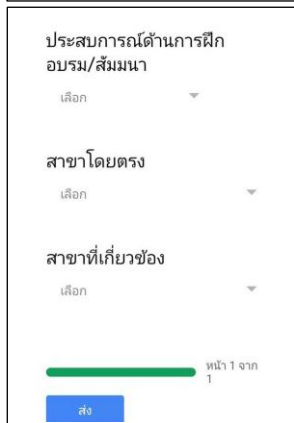 ประสบการณ์ด้านการฝึก
อบรม/สัมมนา
เลือก
สาขาโดยตรง
เลือก
สาขาที่เกี่ยวข้อง
เลือก
หน้า 1 จาก
1
ส่ง